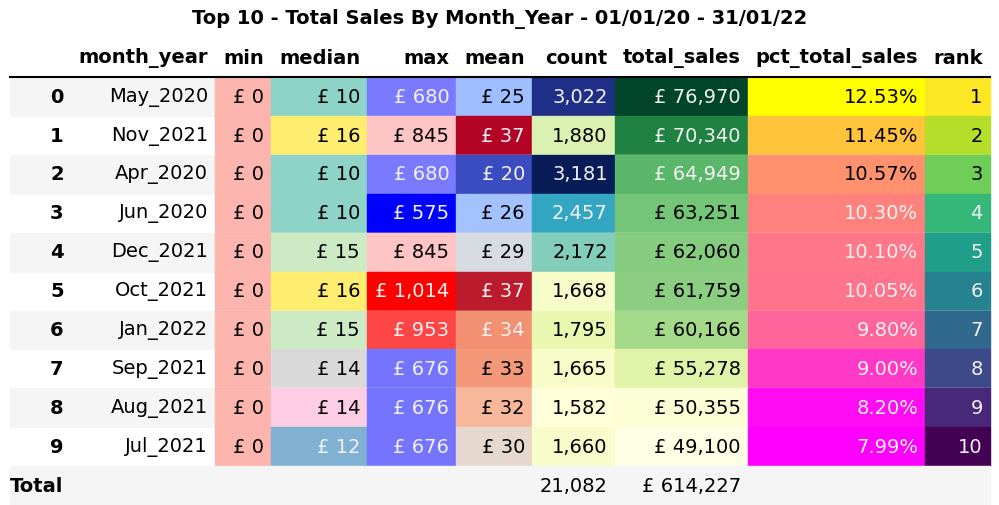 Top 10 - Total Sales By Month_Year - 01/01/20 - 31/01/22
month_year min median max mean count total_sales pct_total_sales rank
0 May_2020 £ 0 £ 10 £ 680 £ 25 3,022 £ 76,970 12.53% 1
1 Nov_2021 £ 0 £ 16 £ 845 £ 37 1,880 £ 70,340 11.45% 2
2 Apr_2020 £ 0 £ 10 £ 680 £ 20 3,181 £ 64,949 10.57% 3
3 Jun_2020 £ 0 £ 10 £ 575 £ 26 2,457 £ 63,251 10.30% 4
4 Dec_2021 £ 0 £ 15 £ 845 £ 29 2,172 £ 62,060 10.10% 5
5 Oct_2021 £ 0 £ 16 £ 1,014 £ 37 1,668 £ 61,759 10.05% 6
6 Jan_2022 £ 0 £ 15 £ 953 £ 34 1,795 £ 60,166 9.80% 7
7 Sep_2021 £ 0 £ 14 £ 676 £ 33 1,665 £ 55,278 9.00% 8
8 Aug_2021 £ 0 £ 14 £ 676 £ 32 1,582 £ 50,355 8.20% 9
9 Jul_2021 £ 0 £ 12 £ 676 £ 30 1,660 £ 49,100 7.99% 10
Total 21,082 £ 614,227